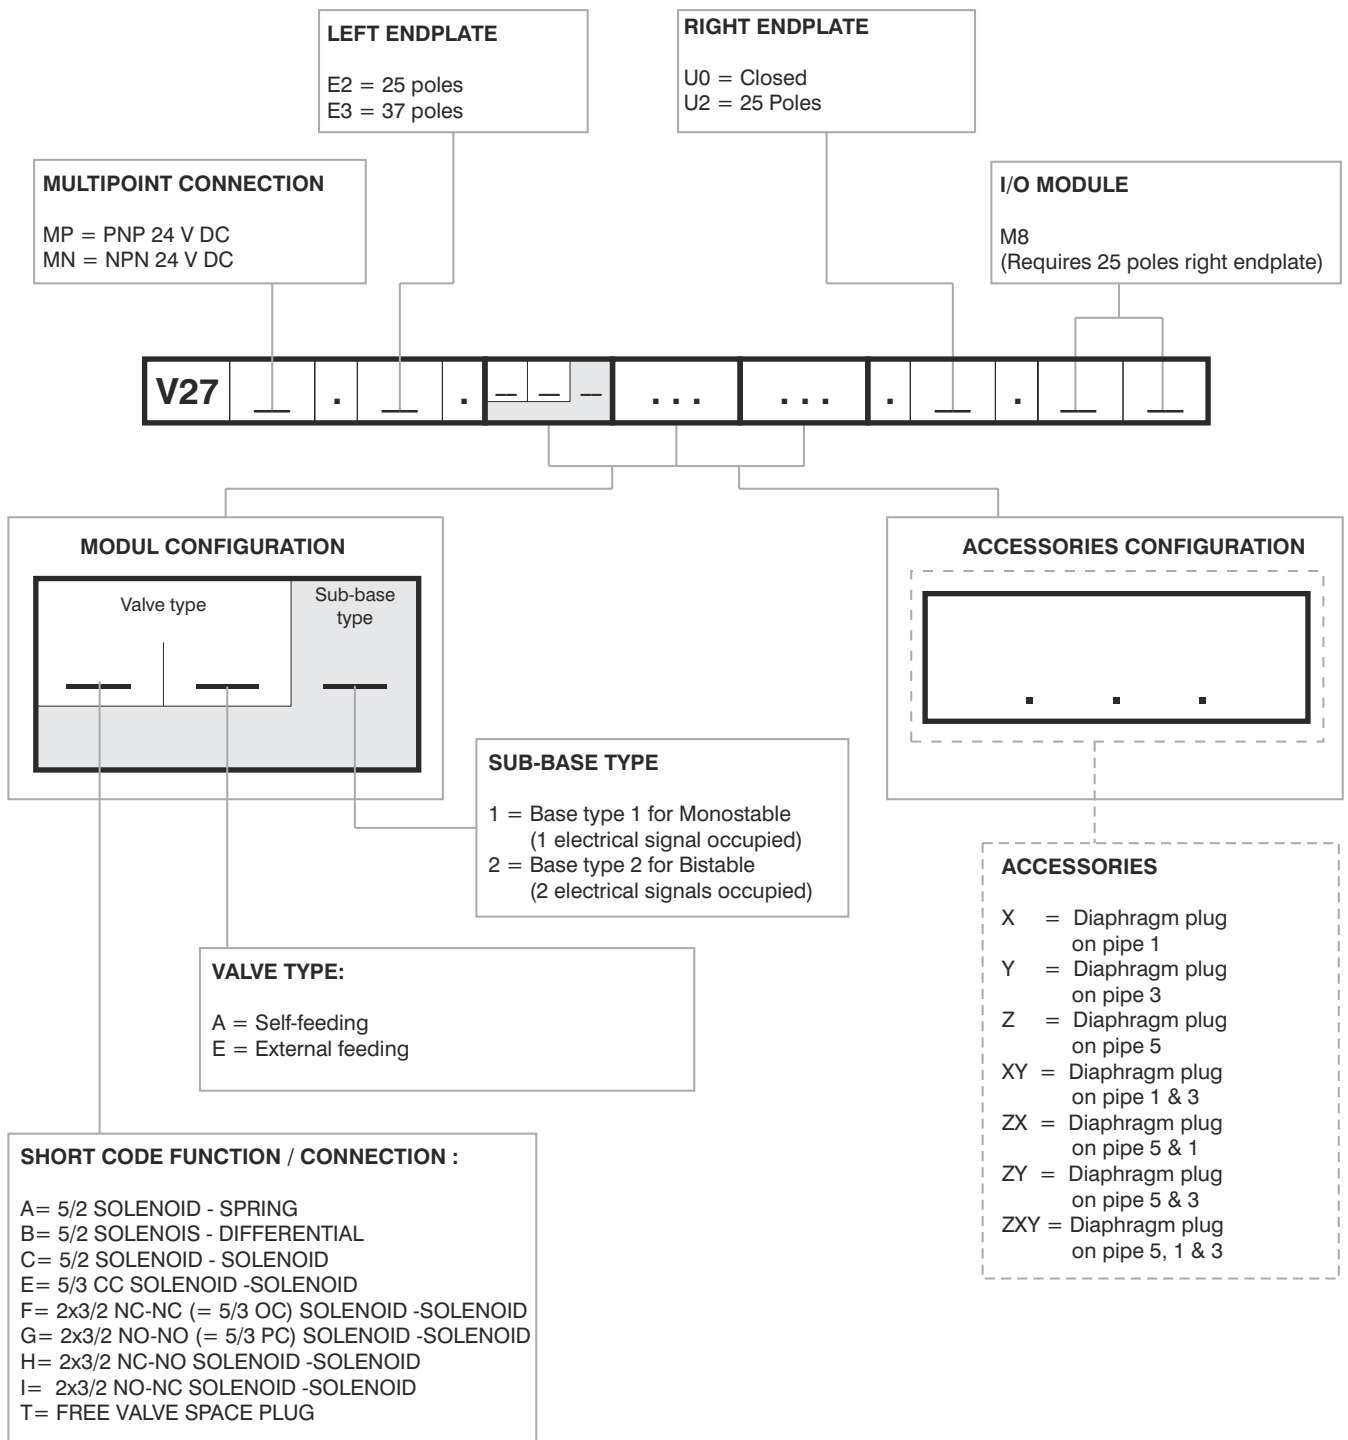 LEFT ENDPLATE
E2 = 25 poles
E3 = 37 poles
RIGHT ENDPLATE
U0 = Closed
U2 = 25 Poles
MULTIPOINT CONNECTION
MP = PNP 24 V DC
MN = NPN 24 V DC
I/O MODULE
M8
(Requires 25 poles right endplate)
V27 __ . __ . __ __ __ . . . . . . . __ . __ __
MODUL CONFIGURATION
Valve type
Sub-base
type
ACCESSORIES CONFIGURATION
. . .
SUB-BASE TYPE
1 = Base type 1 for Monostable
(1 electrical signal occupied)
2 = Base type 2 for Bistable
(2 electrical signals occupied)
ACCESSORIES
X = Diaphragm plug
on pipe 1
Y = Diaphragm plug
on pipe 3
Z = Diaphragm plug
on pipe 5
XY = Diaphragm plug
on pipe 1 & 3
ZX = Diaphragm plug
on pipe 5 & 1
ZY = Diaphragm plug
on pipe 5 & 3
ZXY = Diaphragm plug
on pipe 5, 1 & 3
VALVE TYPE:
A = Self-feeding
E = External feeding
SHORT CODE FUNCTION / CONNECTION :
A= 5/2 SOLENOID - SPRING
B= 5/2 SOLENOIS - DIFFERENTIAL
C= 5/2 SOLENOID - SOLENOID
E= 5/3 CC SOLENOID -SOLENOID
F= 2x3/2 NC-NC (= 5/3 OC) SOLENOID -SOLENOID
G= 2x3/2 NO-NO (= 5/3 PC) SOLENOID -SOLENOID
H= 2x3/2 NC-NO SOLENOID -SOLENOID
I= 2x3/2 NO-NC SOLENOID -SOLENOID
T= FREE VALVE SPACE PLUG